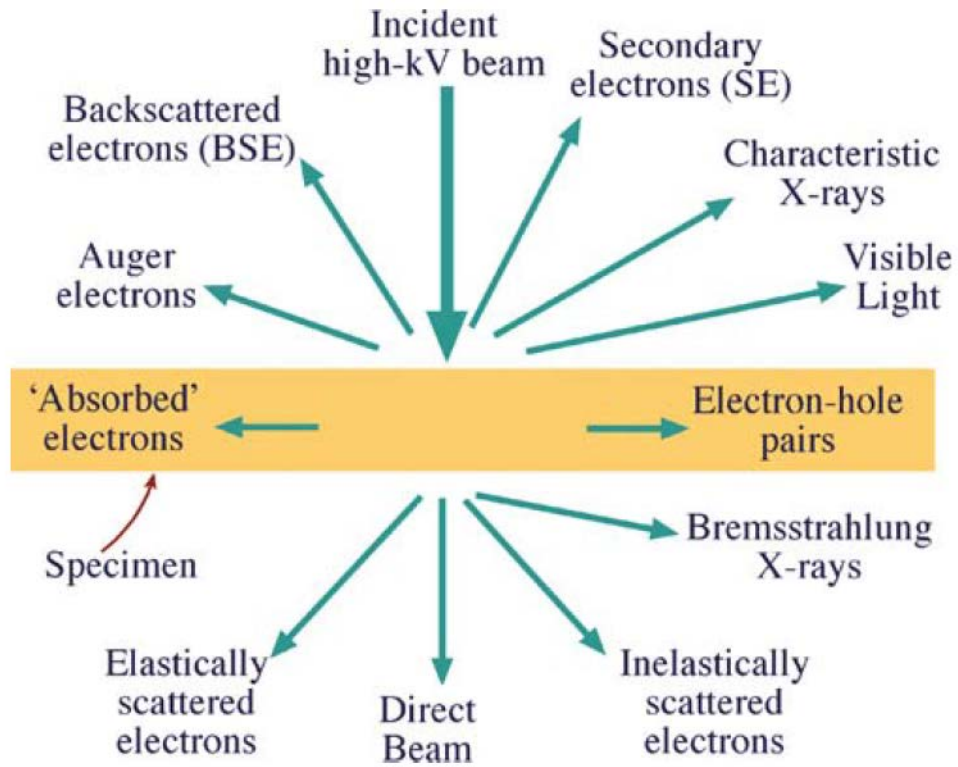 Incident
high-kV beam
Secondary
electrons (SE)
Backscattered
electrons (BSE)
Characteristic
X-rays
Auger
electrons
Visible
Light
‘Absorbed’
electrons
Electron-hole
pairs
Specimen
Bremsstrahlung
X-rays
Elastically
scattered
electrons
Direct
Beam
Inelastically
scattered
electrons